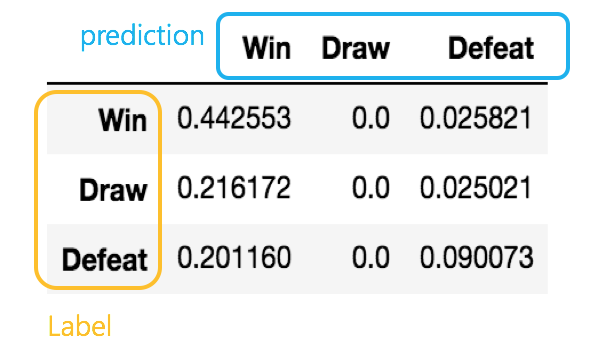 prediction
Win Draw Defeat
Win 0.442553 0.0 0.025821
Draw 0.216172 0.0 0.025021
Defeat 0.201160 0.0 0.090073
Label